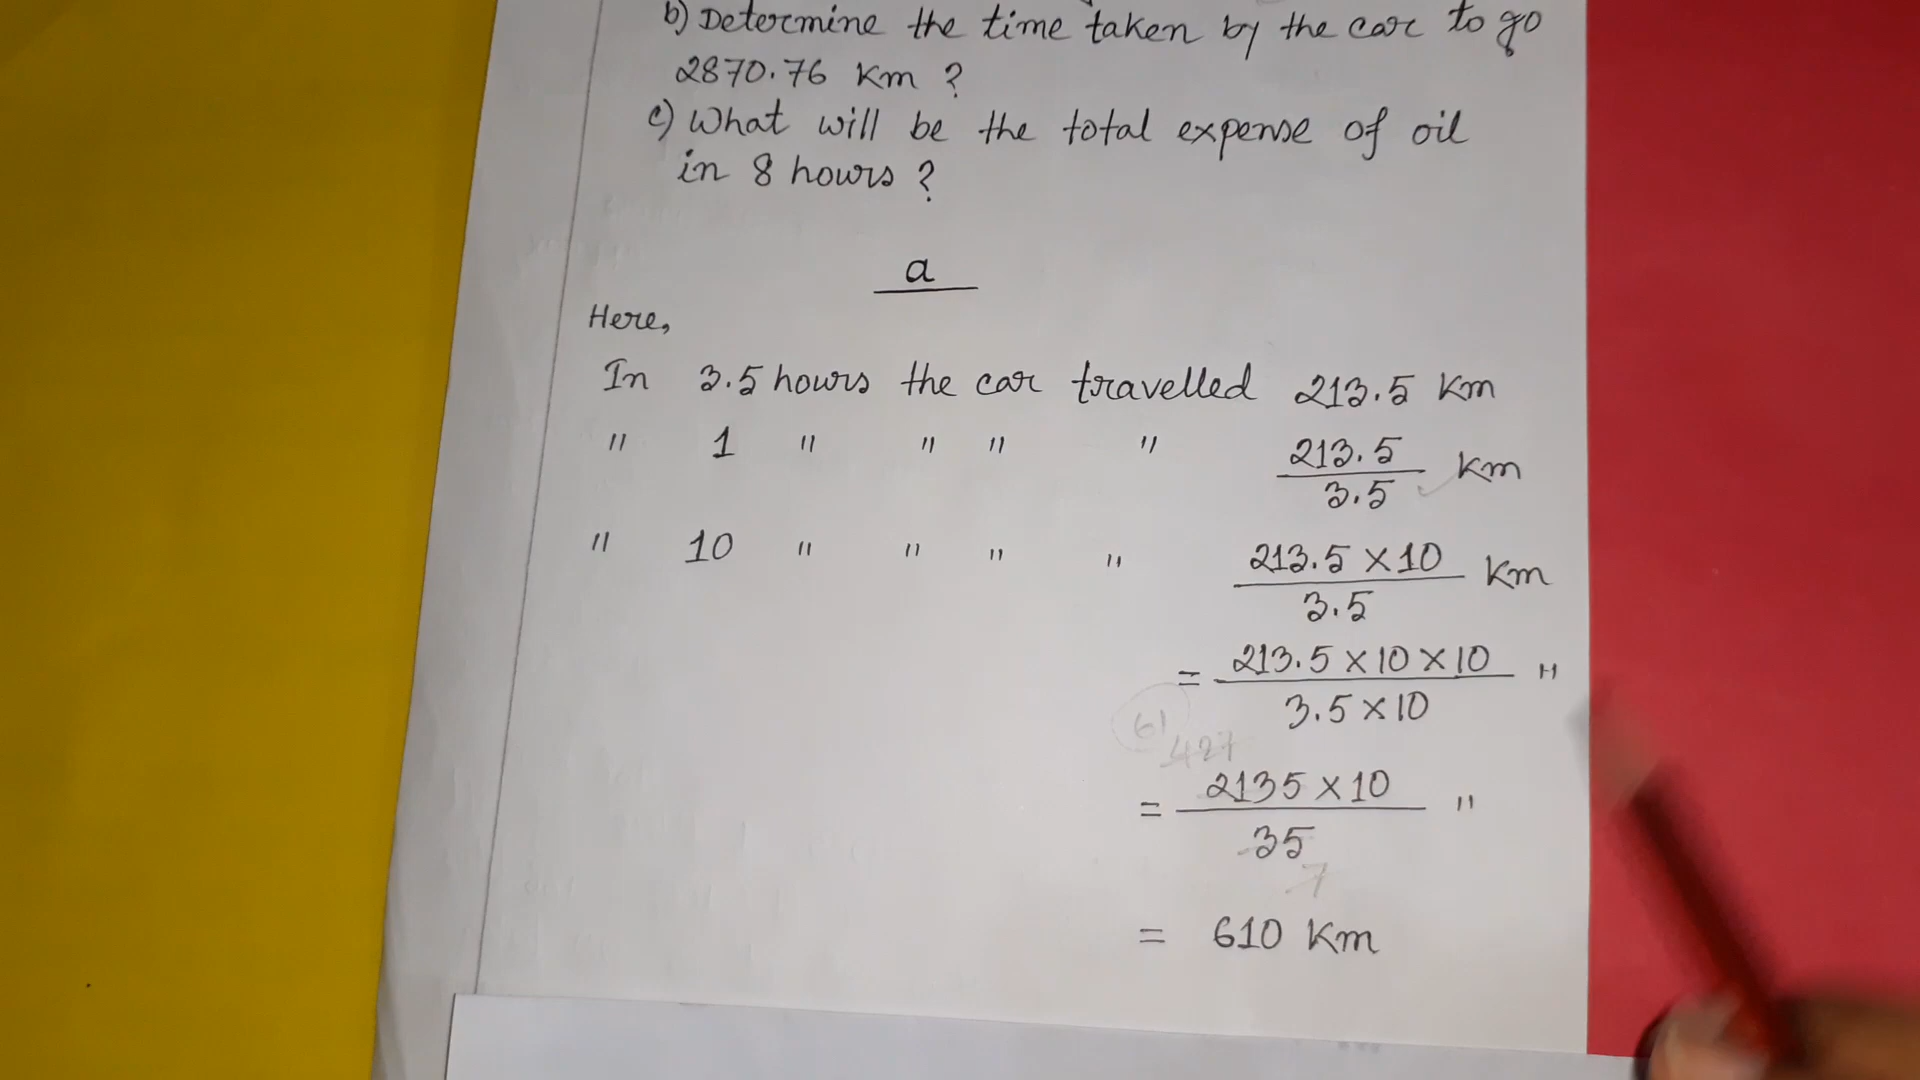 b) Determine the time taken by the car to go
2870.76 Km ?
c) What will be the total expense of oil
in 8 hours ?
a
Here,
In 3.5 hours the car travelled 213.5 Km
" 1 " " " " 213.5/3.5 Km
" 10 " " " " 213.5 × 10/3.5 Km
= 213.5 × 10 × 10/3.5 × 10 "
61
427
= 2135 × 10/35 "
7
= 610 Km